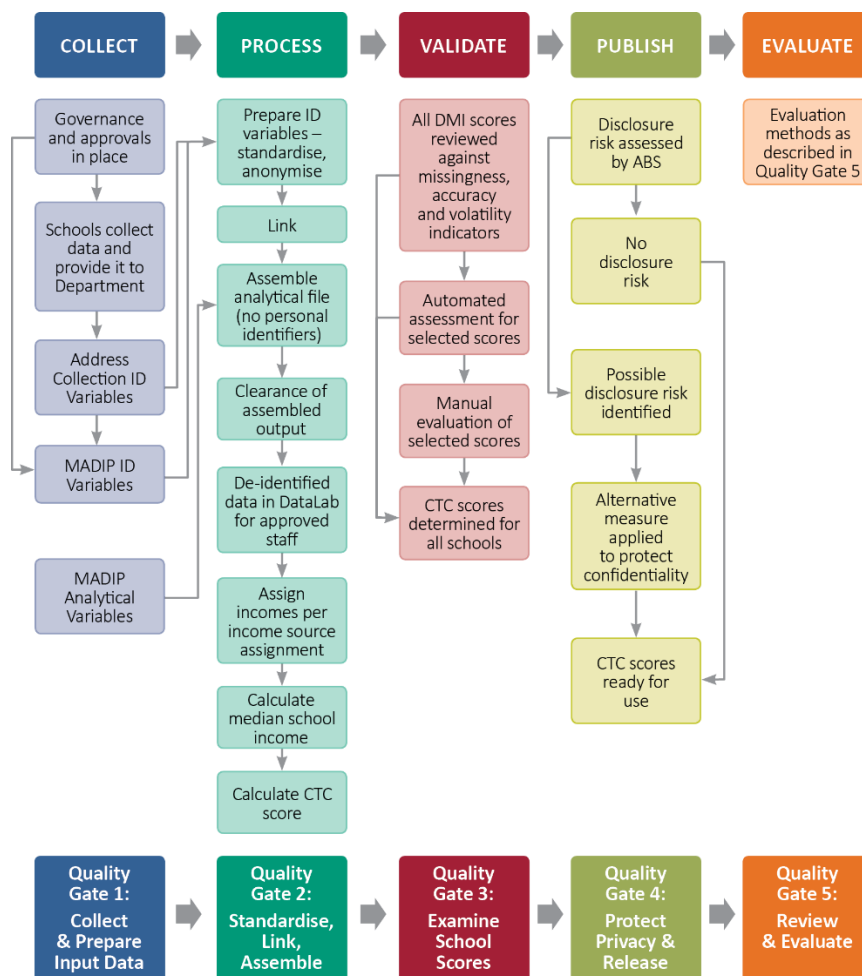 COLLECT
PROCESS
VALIDATE
PUBLISH
EVALUATE
Governance
and approvals
in place
Schools collect
data and
provide it to
Department
Address
Collection ID
Variables
MADIP ID
Variables
MADIP
Analytical
Variables
Prepare ID
variables –
standardise,
anonymise
Link
Assemble
analytical file
(no personal
identifiers)
Clearance of
assembled
output
De-identified
data in DataLab
for approved
staff
Assign
incomes per
income source
assignment
Calculate
median school
income
Calculate CTC
score
All DMI scores
reviewed
against
missingness,
accuracy
and volatility
indicators
Automated
assessment for
selected scores
Manual
evaluation of
selected scores
CTC scores
determined for
all schools
Disclosure
risk assessed
by ABS
No
disclosure
risk
Possible
disclosure risk
identified
Alternative
measure
applied
to protect
confidentiality
CTC scores
ready for
use
Evaluation
methods as
described in
Quality Gate 5
Quality
Gate 1:
Collect
& Prepare
Input Data
Quality
Gate 2:
Standardise,
Link,
Assemble
Quality
Gate 3:
Examine
School
Scores
Quality
Gate 4:
Protect
Privacy &
Release
Quality
Gate 5:
Review
& Evaluate